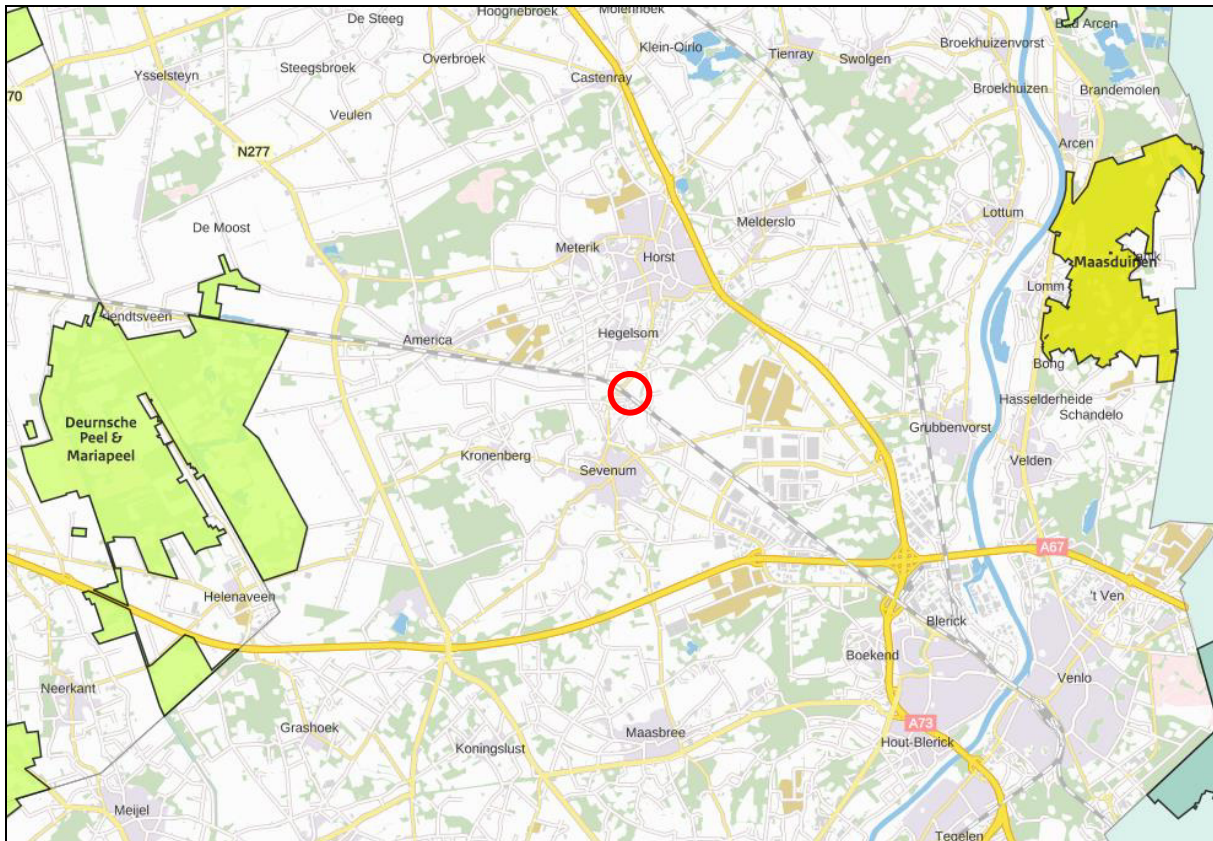 De Steeg
Hoogriebroek
Molenhoek
Bad Arcen
Klein-Oirlo
Tienray
Swolgen
Broekhuizenvorst
Overbroek
Steegsbroek
Ysselsteyn
Castenray
Broekhuizen
Brandemolen
70
Veulen
N277
Arcen
De Moost
Meterik
Horst
Melderslo
Lottum
Maasduinen
Lomm
America
Hegelsom
Bong
Hasselderheide
Schandelo
Deurnsche
Peel &
Mariapeel
Kronenberg
Sevenum
Grubbenvorst
Velden
A67
Helenaveen
't Ven
Blerick
Boekend
Venlo
Neerkant
Grashoek
Koningslust
Maasbree
A73
Hout-Blerick
Meijel
Tegelen